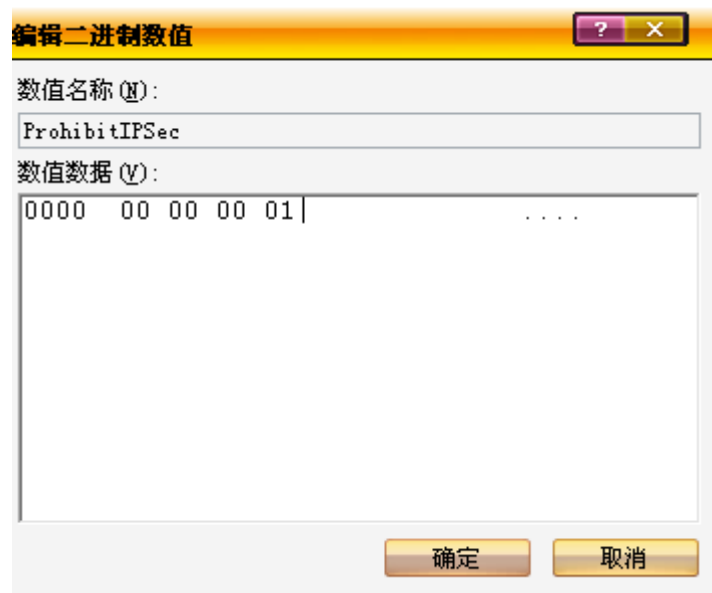 编辑二进制数值
? ×
数值名称(N):
ProhibitIPSec
数值数据(V):
0000 00 00 00 01 ....
确定 取消